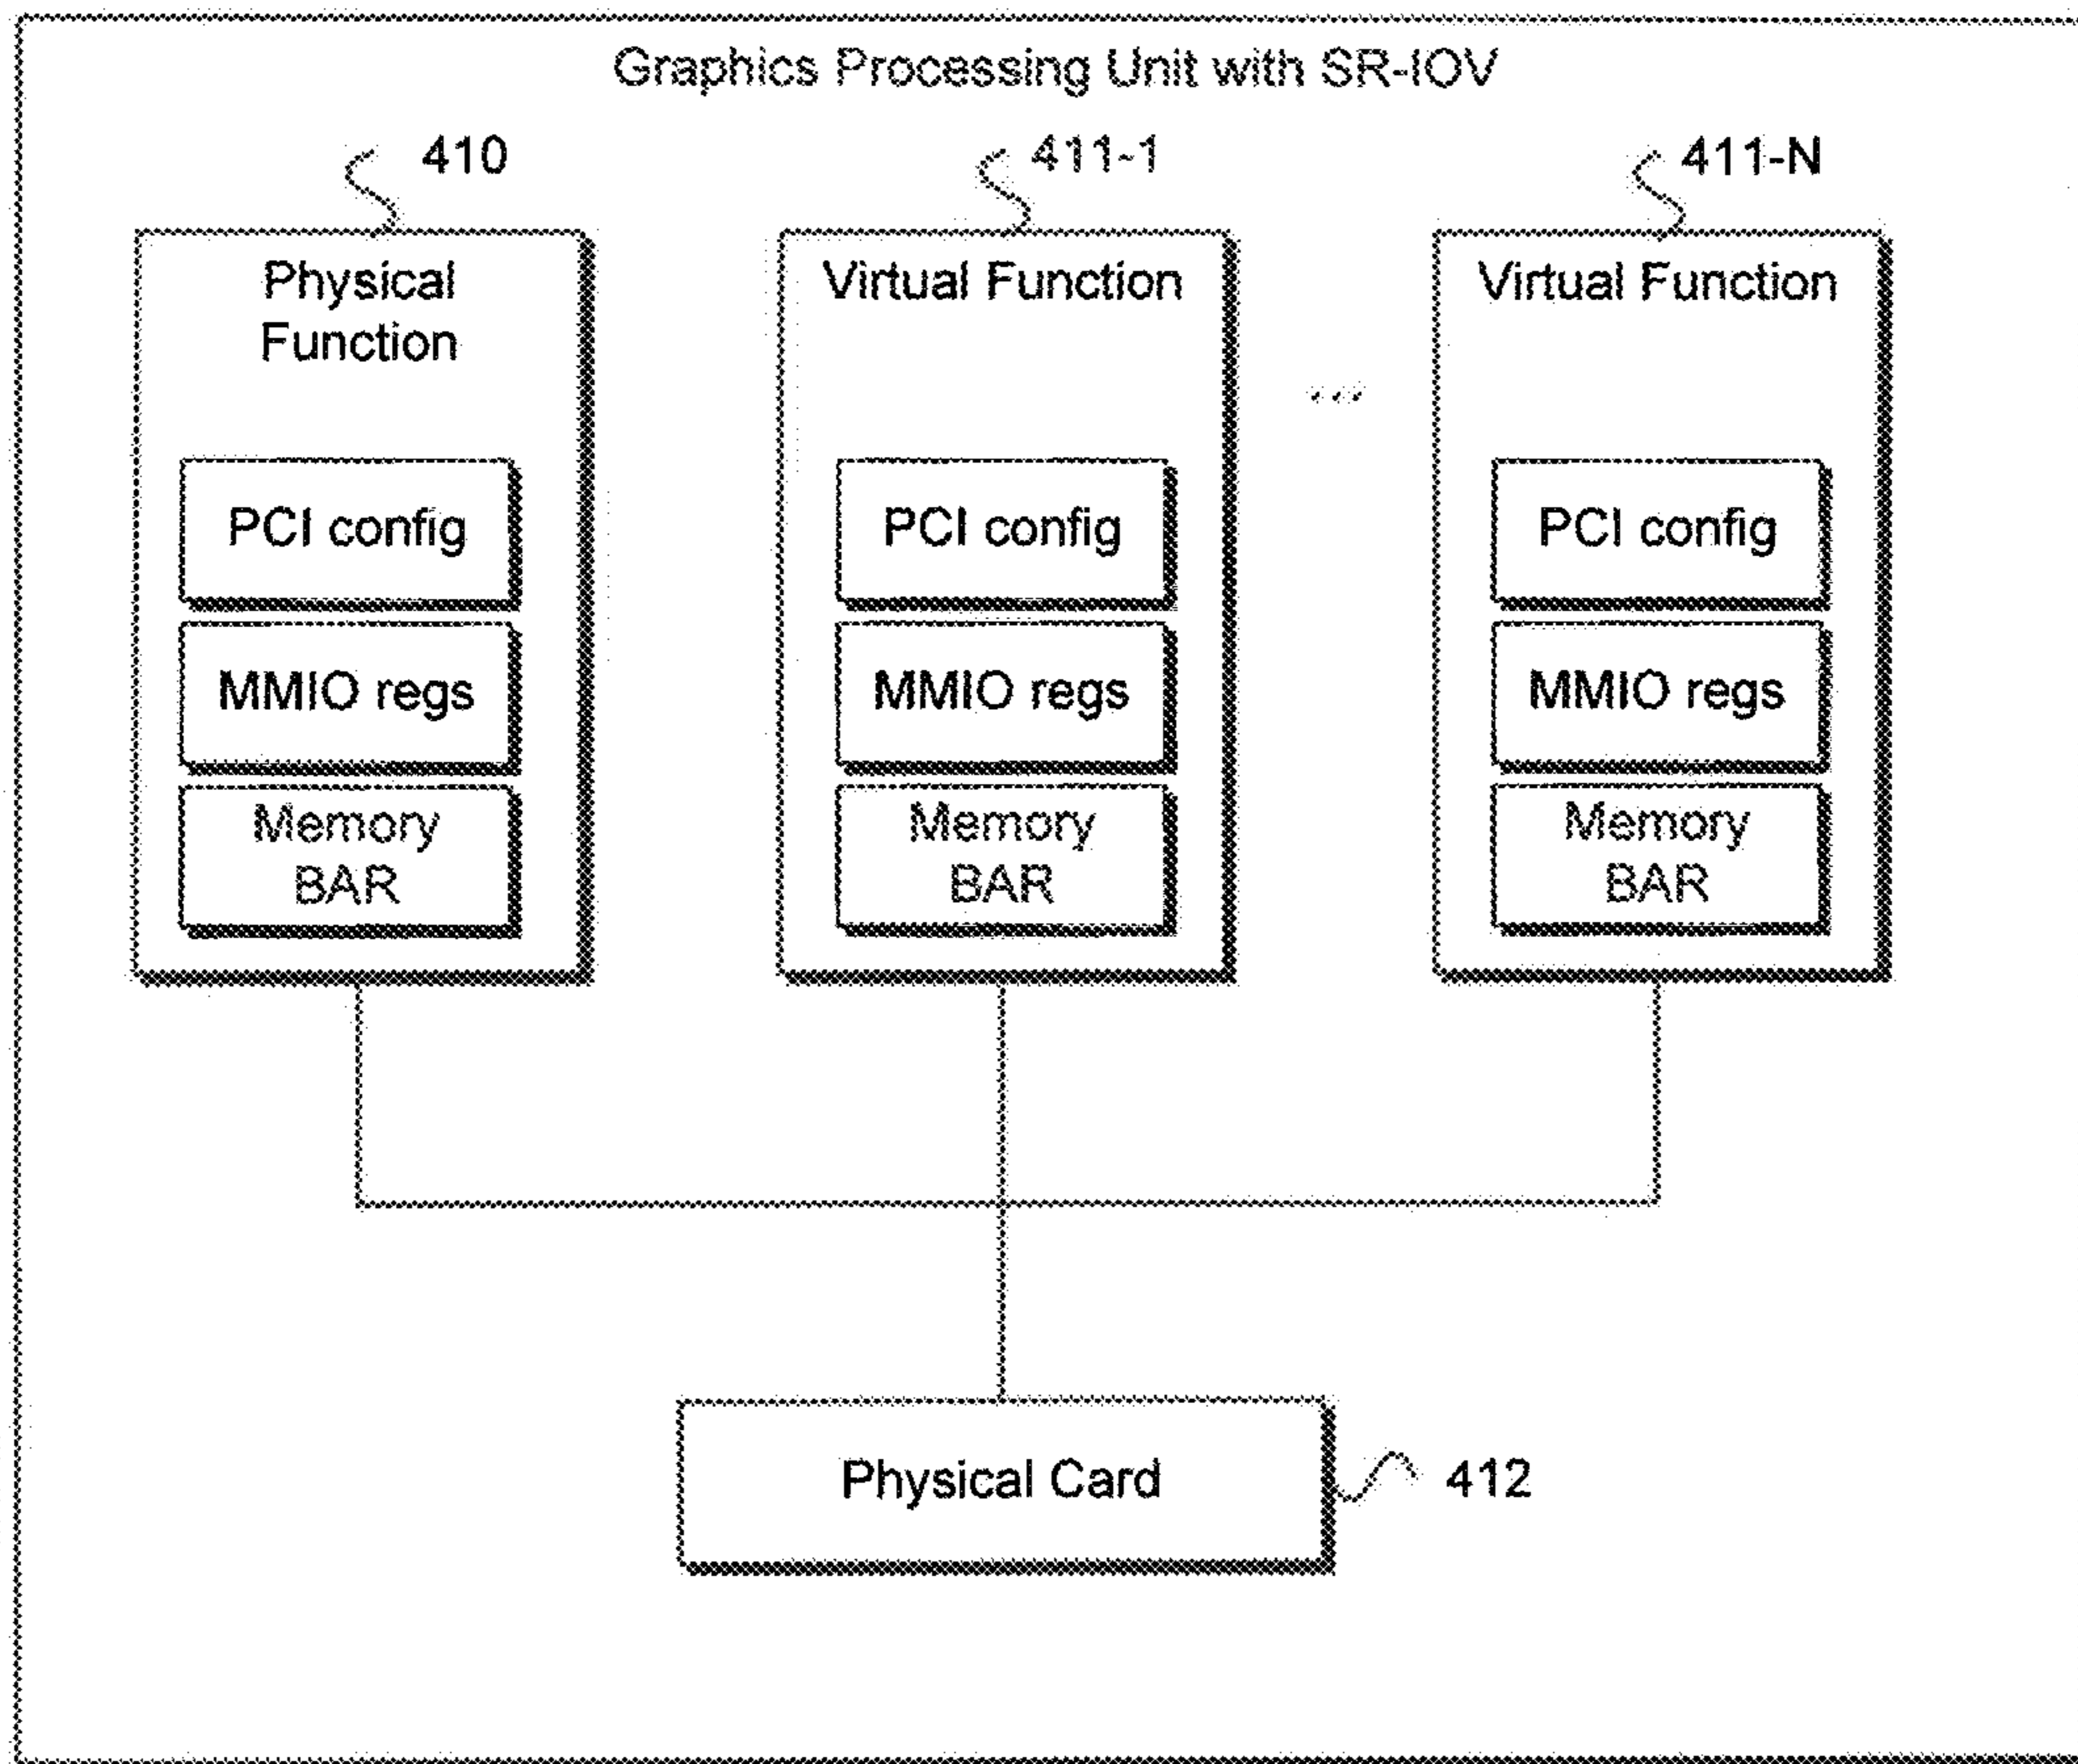 Graphics Processing Unit with SR-IOV
410
411-1
411-N
Physical
Function
Virtual Function
Virtual Function
...
PCI config
PCI config
PCI config
MMIO regs
MMIO regs
MMIO regs
Memory
BAR
Memory
BAR
Memory
BAR
Physical Card
412